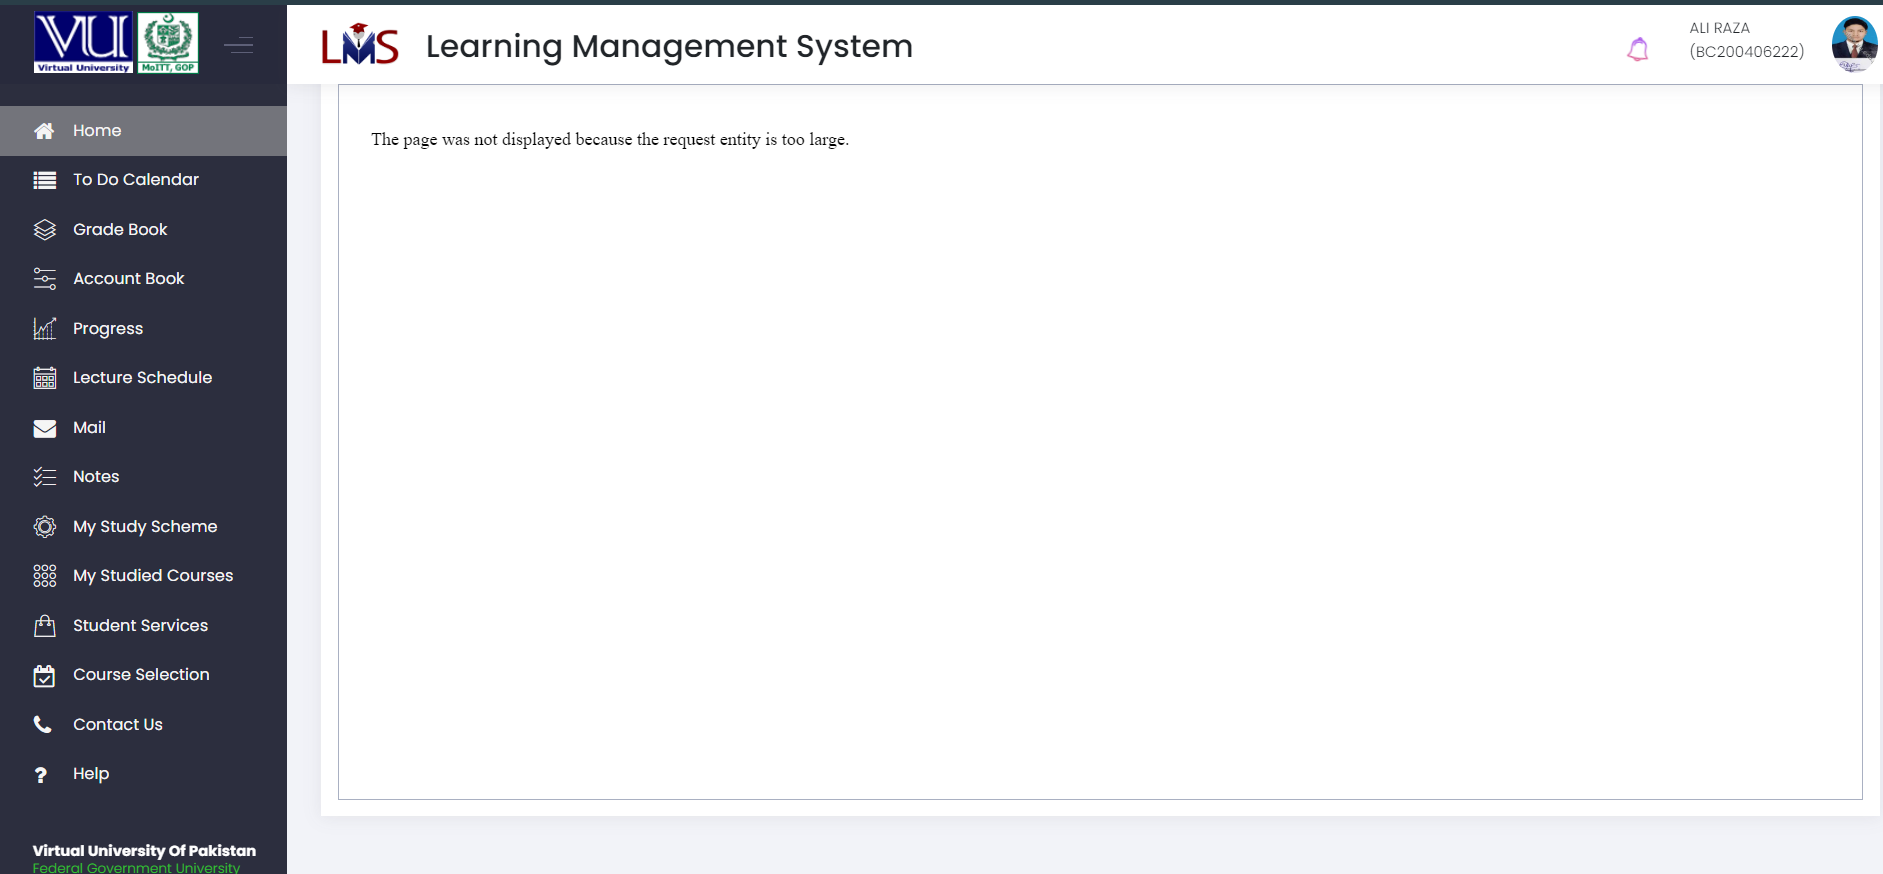 VU
Virtual University
MoITT, GOP
LMS
Learning Management System
ALI RAZA
(BC200406222)
Home
To Do Calendar
Grade Book
Account Book
Progress
Lecture Schedule
Mail
Notes
My Study Scheme
My Studied Courses
Student Services
Course Selection
Contact Us
Help
Virtual University Of Pakistan
Federal Government University
The page was not displayed because the request entity is too large.